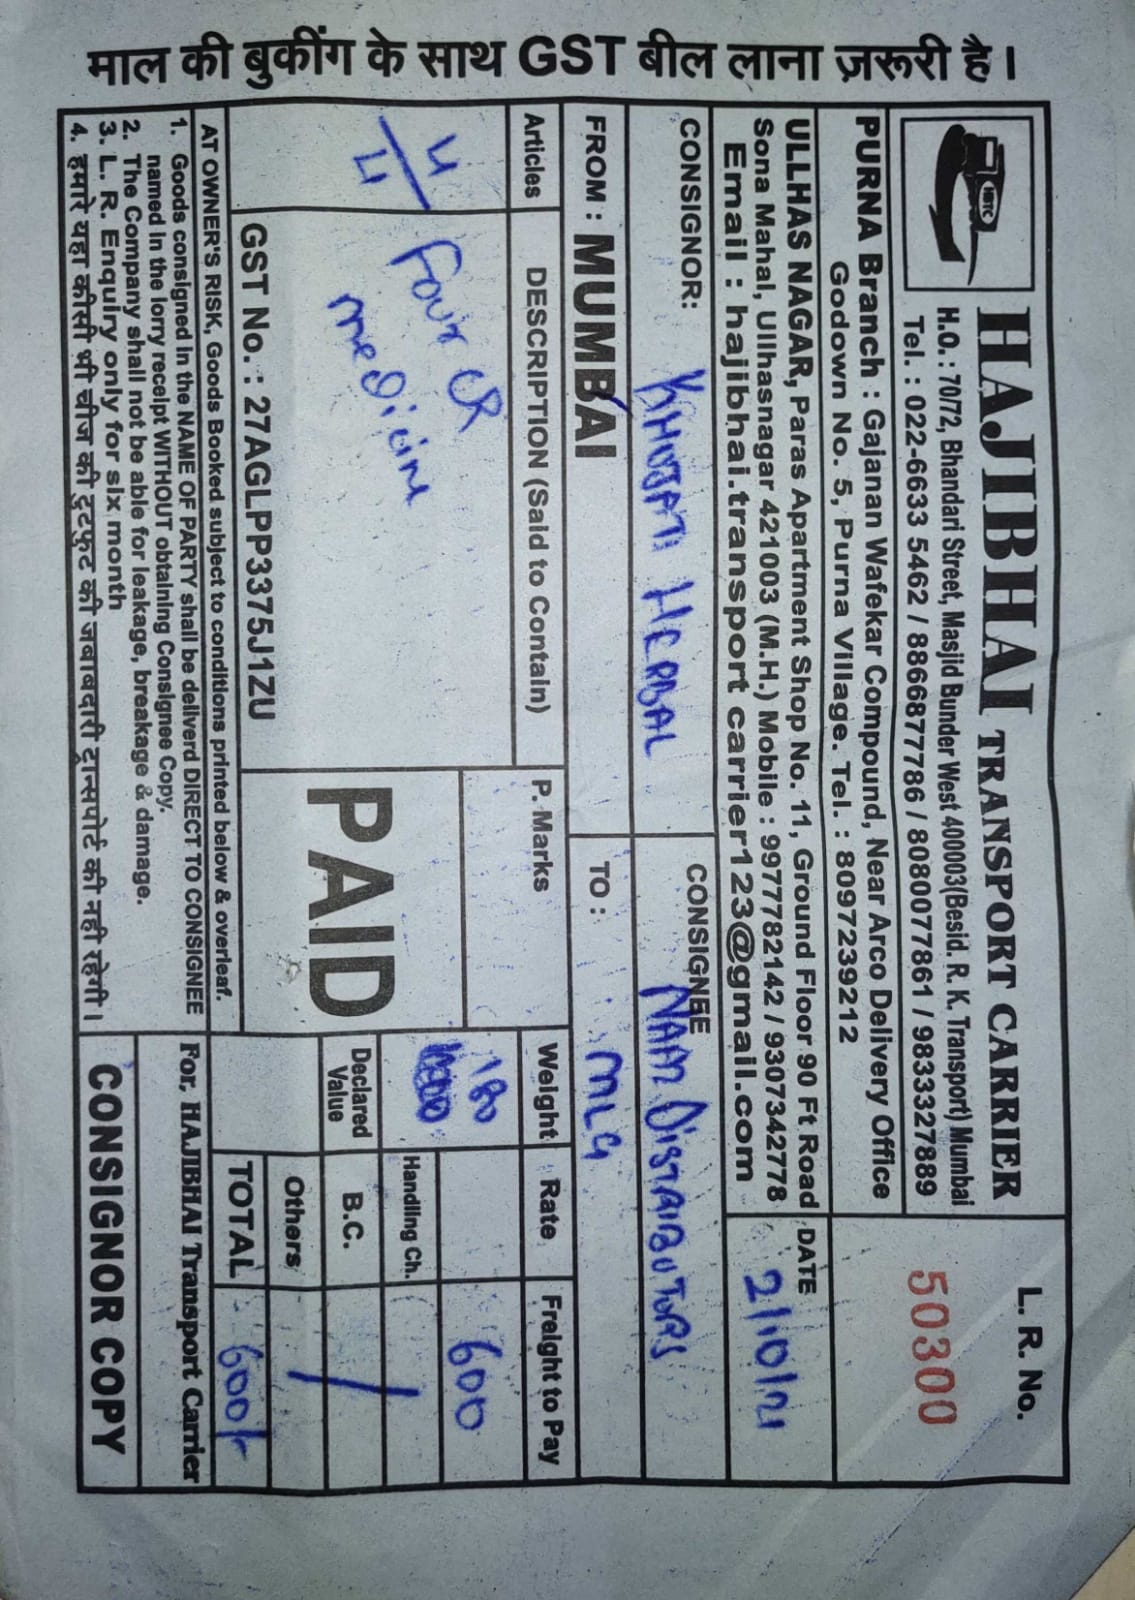 माल की बुकींग के साथ GST बील लाना ज़रूरी है।
HBTC
HAJIBHAI TRANSPORT CARRIER
H.O. : 70/72, Bhandari Street, Masjid Bunder West 400003(Besid. R. K. Transport) Mumbai
Tel. : 022-6633 5462 / 8866877786 / 8080077861 / 9833327889
L. R. No.
50300
PURNA Branch : Gajanan Wafekar Compound, Near Arco Delivery Office
Godown No. 5, Purna Village. Tel. : 8097239212
ULLHAS NAGAR, Paras Apartment Shop No. 11, Ground Floor 90 Ft Road
Sona Mahal, Ulhasnagar 421003 (M.H.) Mobile : 9977782142 / 9307342778
Email : hajibhai.transport carrier123@gmail.com
DATE
2/10/21
CONSIGNOR: KHUJATI HERBAL
CONSIGNEE NAAM DISTRIBUTORS
FROM : MUMBAI
TO : MLG
Articles DESCRIPTION (Said to Contain) P. Marks Weight Rate Freight to Pay
4/4
Four
medicine
180
600
Handling Ch.
Declared Value
B.C.
Others
PAID
GST No. : 27AGLPP3375J1ZU
TOTAL 600/-
AT OWNER'S RISK, Goods Booked subject to conditions printed below & overleaf.
1. Goods consigned in the NAME OF PARTY shall be deliverd DIRECT TO CONSIGNEE
named in the lorry receipt WITHOUT obtaining Consignee Copy.
2. The Company shall not be able for leakage, breakage & damage.
3. L. R. Enquiry only for six month
4. हमारे यहा कीसी भी चीज की टुटफुट की जवाबदारी ट्रान्सपोर्ट की नही रहेगी।
For, HAJIBHAI Transport Carrier
CONSIGNOR COPY